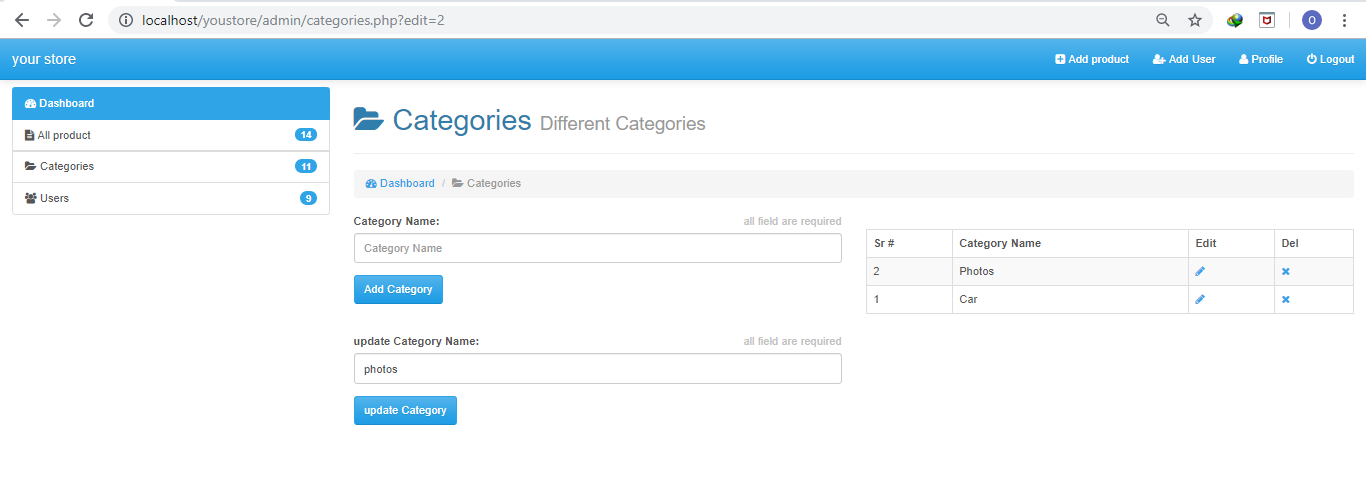 localhost/youstore/admin/categories.php?edit=2
O
your store
Add product
Add User
Profile
Logout
Dashboard
All product 14
Categories 11
Users 9
Categories Different Categories
Dashboard / Categories
Category Name: all field are required
Category Name
Add Category
update Category Name: all field are required
photos
update Category
Sr # Category Name Edit Del
2 Photos
1 Car